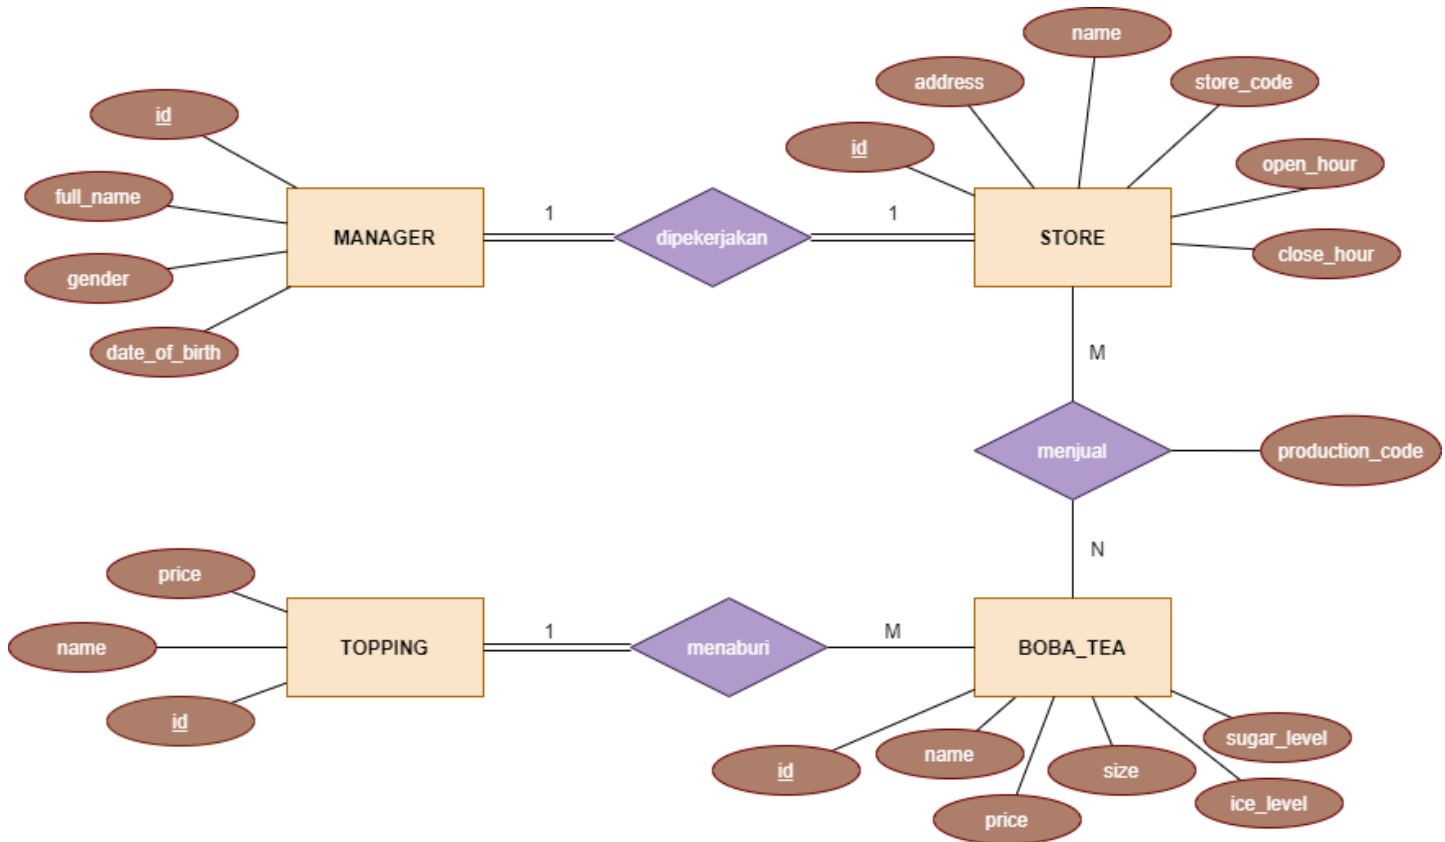 name
address
store_code
id
id
open_hour
full_name
1
1
MANAGER
dipekerjakan
STORE
close_hour
gender
date_of_birth
M
menjual
production_code
N
price
1
M
name
TOPPING
menaburi
BOBA_TEA
id
sugar_level
name
id
size
ice_level
price